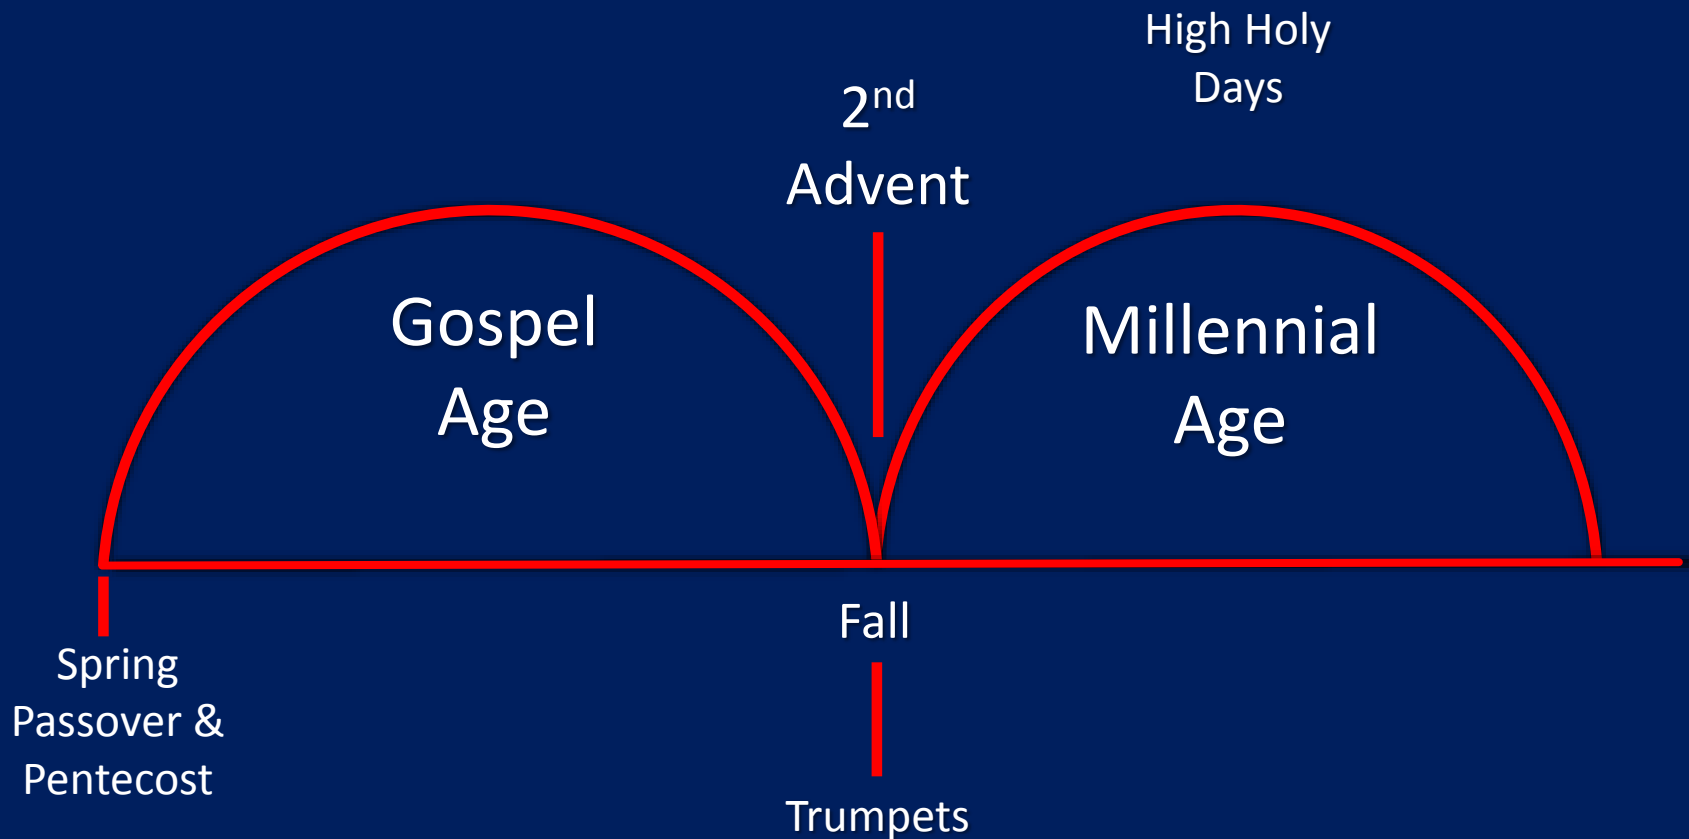 High Holy
Days
2nd
Advent
Gospel
Age
Millennial
Age
Fall
Spring
Passover &
Pentecost
Trumpets